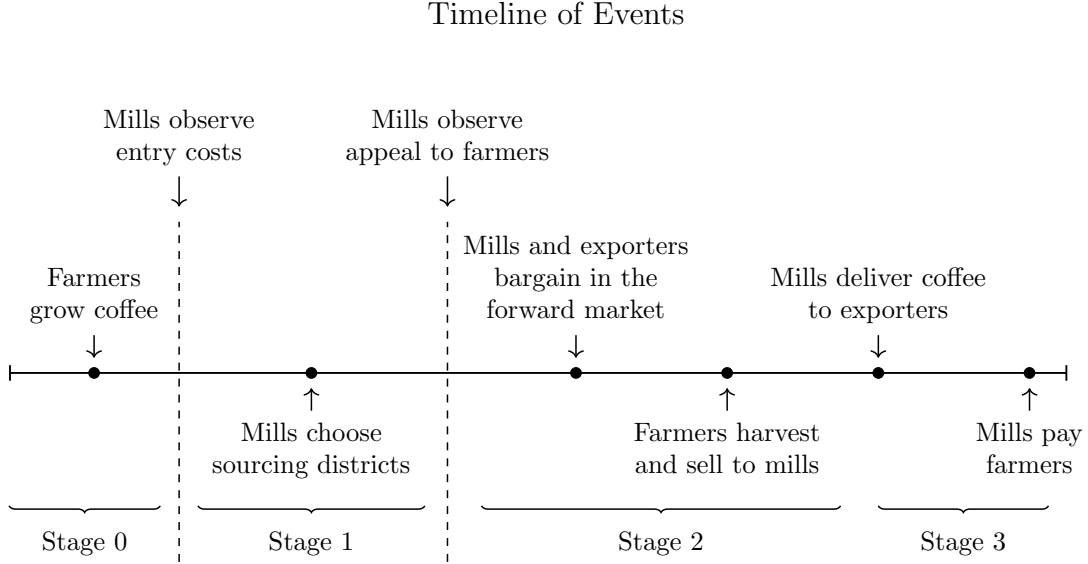 Timeline of Events
Mills observe
entry costs
Mills observe
appeal to farmers
Farmers
grow coffee
Mills and exporters
bargain in the
forward market
Mills deliver coffee
to exporters
Mills choose
sourcing districts
Farmers harvest
and sell to mills
Mills pay
farmers
Stage 0
Stage 1
Stage 2
Stage 3